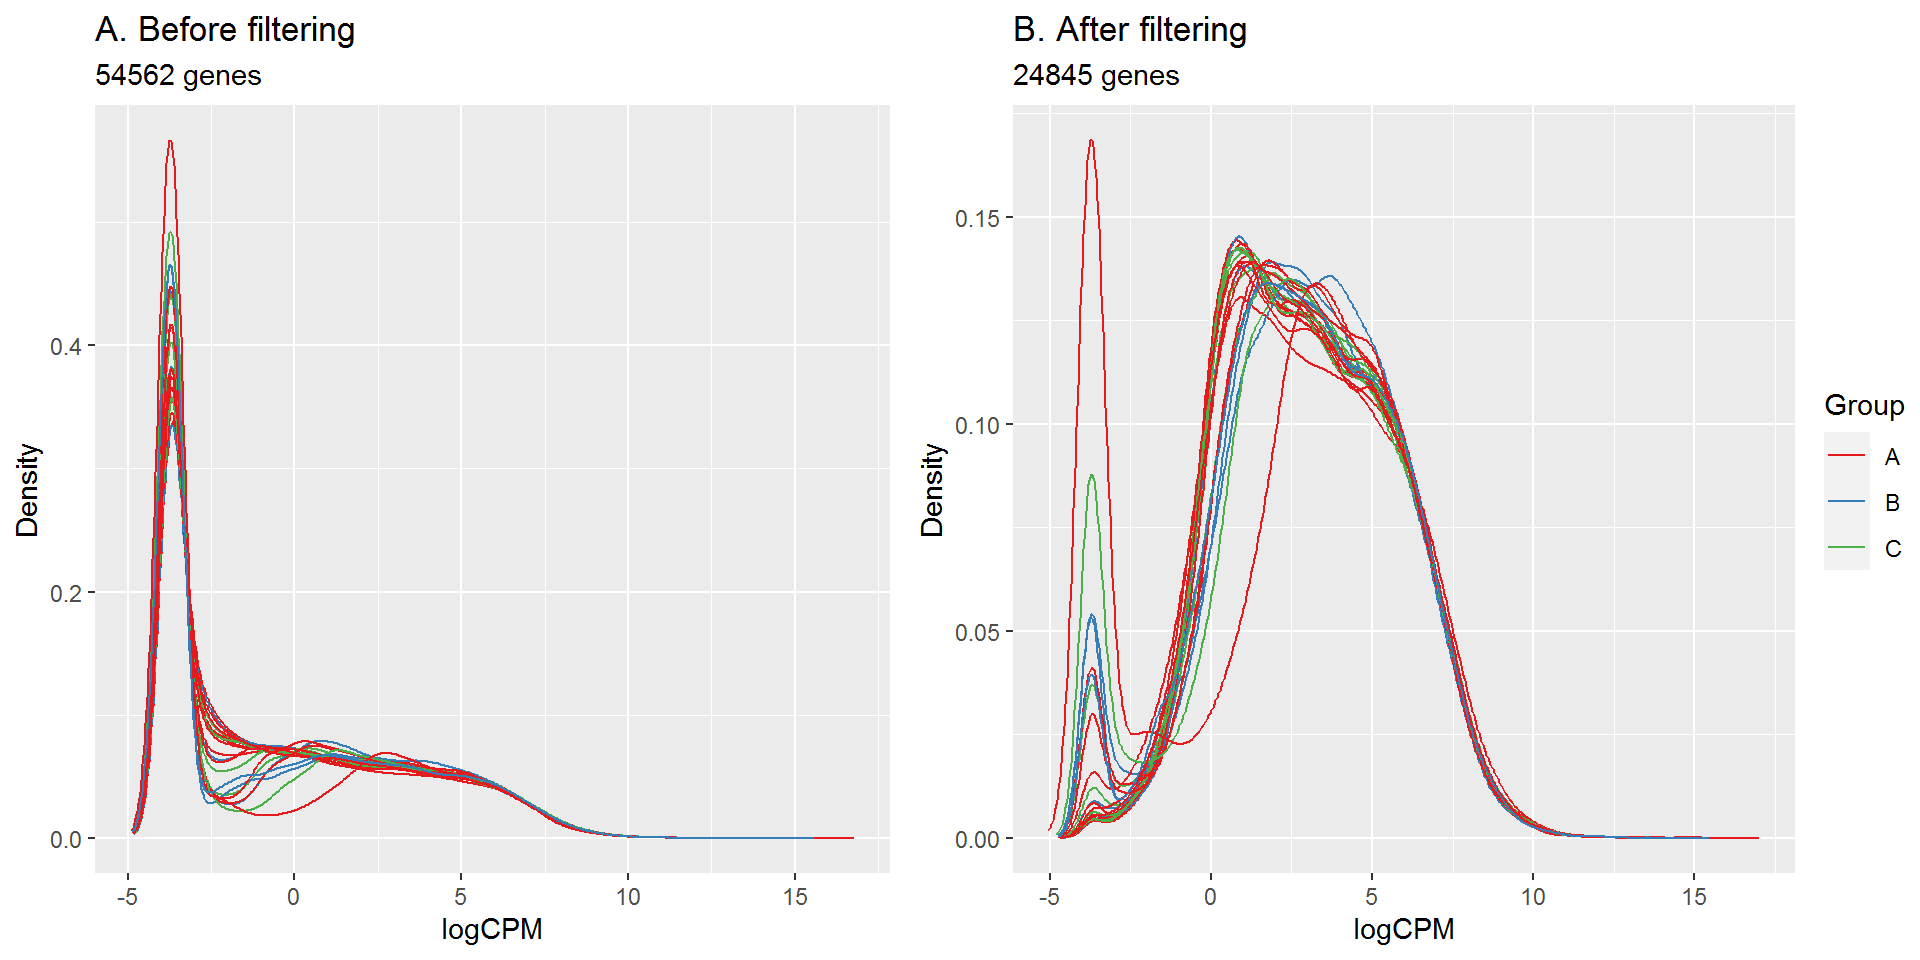 A. Before filtering
54562 genes
Density
0.4
0.2
0.0
-5 0 5 10 15
logCPM
B. After filtering
24845 genes
Density
0.15
0.10
0.05
0.00
-5 0 5 10 15
logCPM
Group
A
B
C